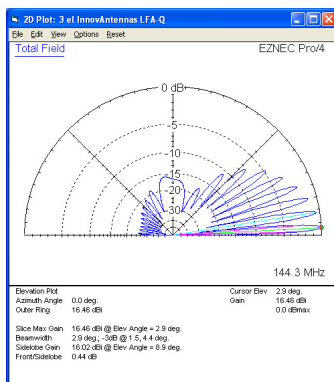 2D Plot: 3 el InnovAntennas LFA-Q
File Edit View Options Reset
Total Field
EZNEC Pro/4
0 dB
-5
-10
-15
-20
-30
144.3 MHz
Elevation Plot
Azimuth Angle 0.0 deg.
Outer Ring 16.46 dBi
Cursor Elev 2.9 deg.
Gain 16.46 dBi
0.0 dBmax
Slice Max Gain 16.46 dBi @ Elev Angle = 2.9 deg.
Beamwidth 2.9 deg.; -3dB @ 1.5, 4.4 deg.
Sidelobe Gain 16.02 dBi @ Elev Angle = 8.9 deg.
Front/Sidelobe 0.44 dB